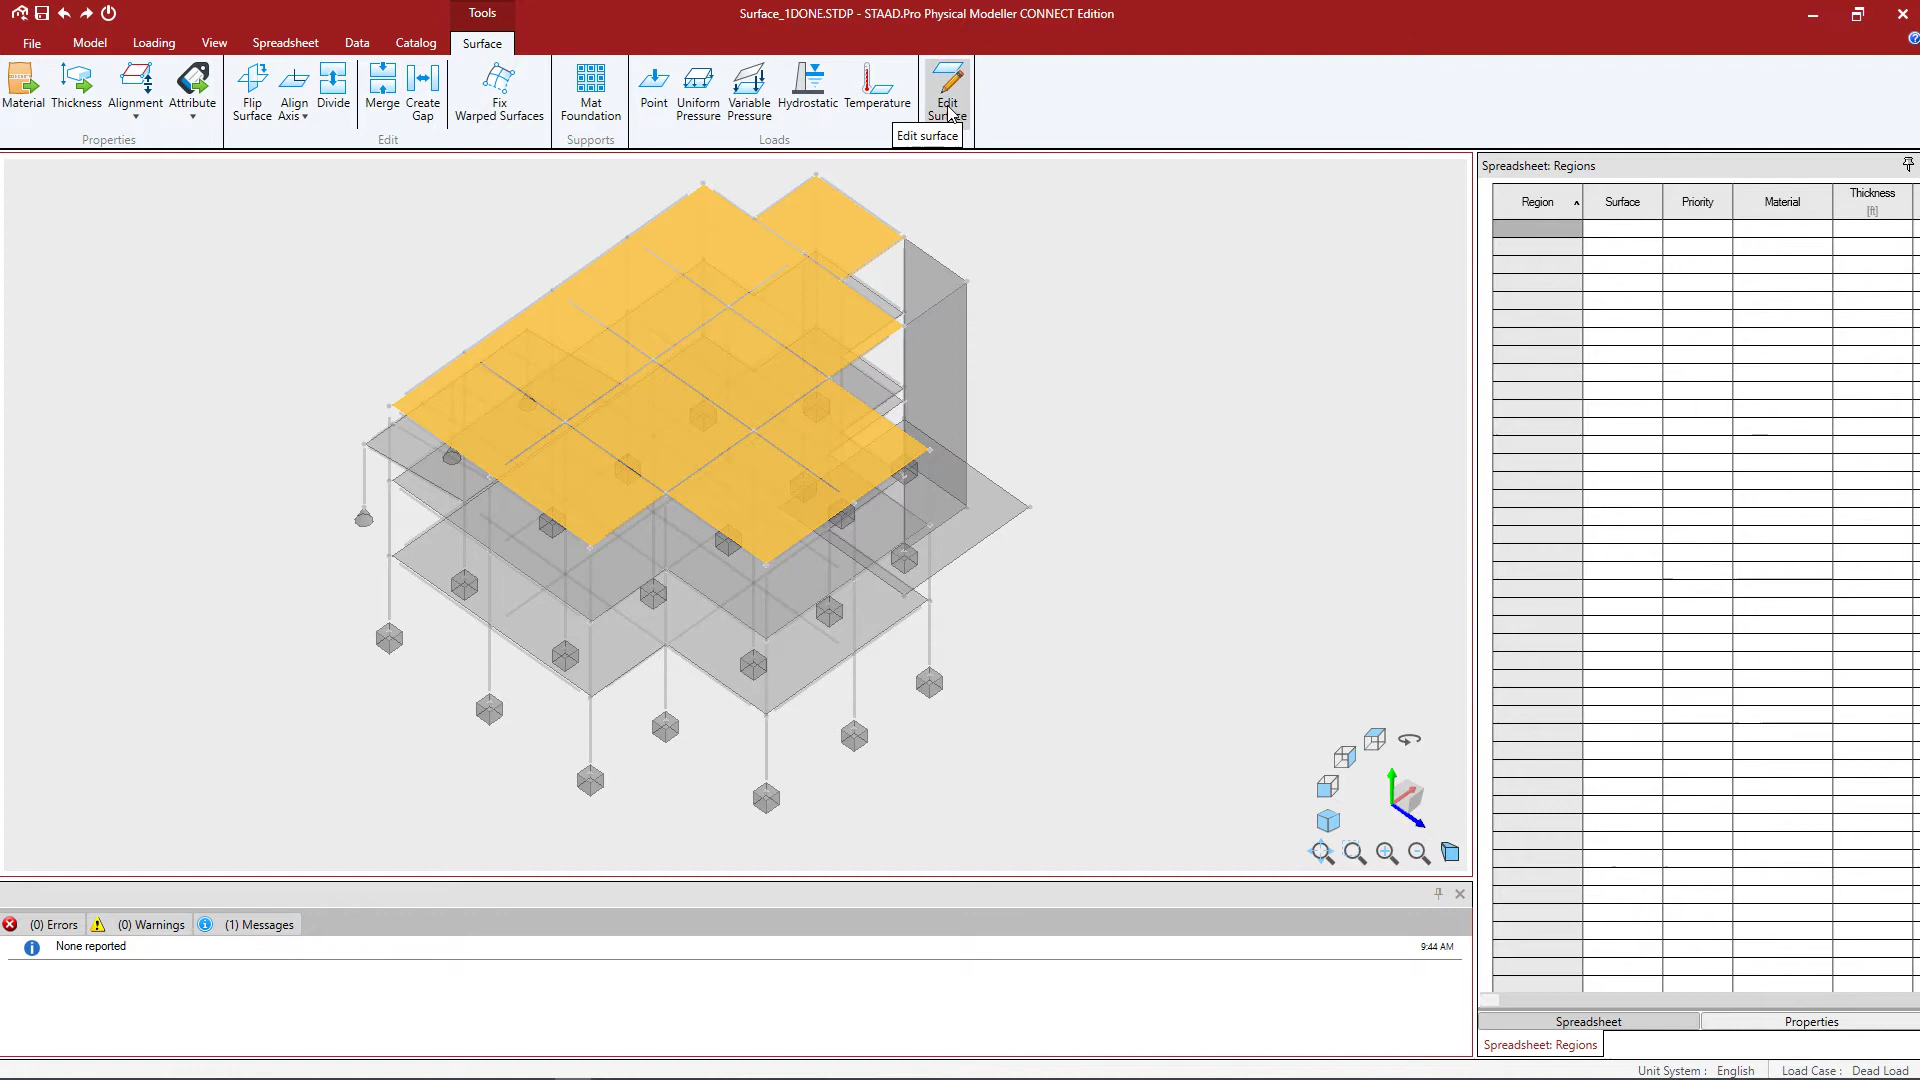 Tools
Surface_1DONE.STDP - STAAD.Pro Physical Modeller CONNECT Edition
File
Model
Loading
View
Spreadsheet
Data
Catalog
Surface
Material
Thickness
Alignment
Attribute
Flip Surface
Align Axis
Divide
Merge
Create Gap
Fix Warped Surfaces
Mat Foundation
Point
Uniform Pressure
Variable Pressure
Hydrostatic
Temperature
Edit Surface
Properties
Edit
Supports
Loads
Edit surface
Spreadsheet: Regions
Region
Surface
Priority
Material
Thickness
[ft]
(0) Errors
(0) Warnings
(1) Messages
None reported
9:44 AM
Spreadsheet
Properties
Spreadsheet: Regions
Unit System : English
Load Case : Dead Load